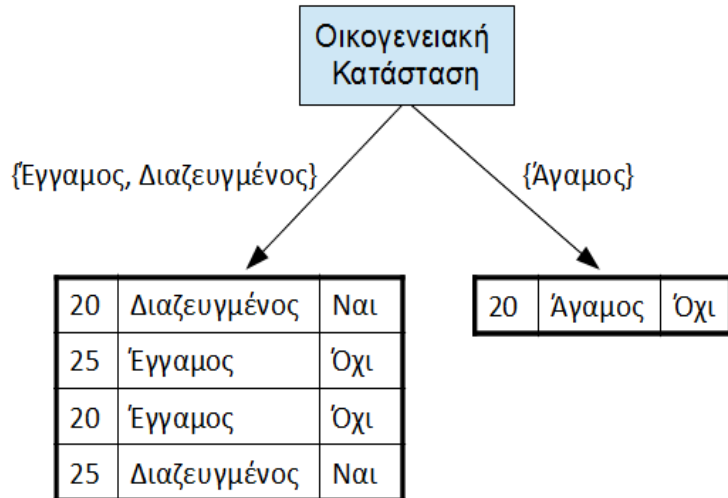 Οικογενειακή
Κατάσταση
{Έγγαμος, Διαζευγμένος}
{Άγαμος}
20 Διαζευγμένος Ναι
25 Έγγαμος Όχι
20 Έγγαμος Όχι
25 Διαζευγμένος Ναι
20 Άγαμος Όχι